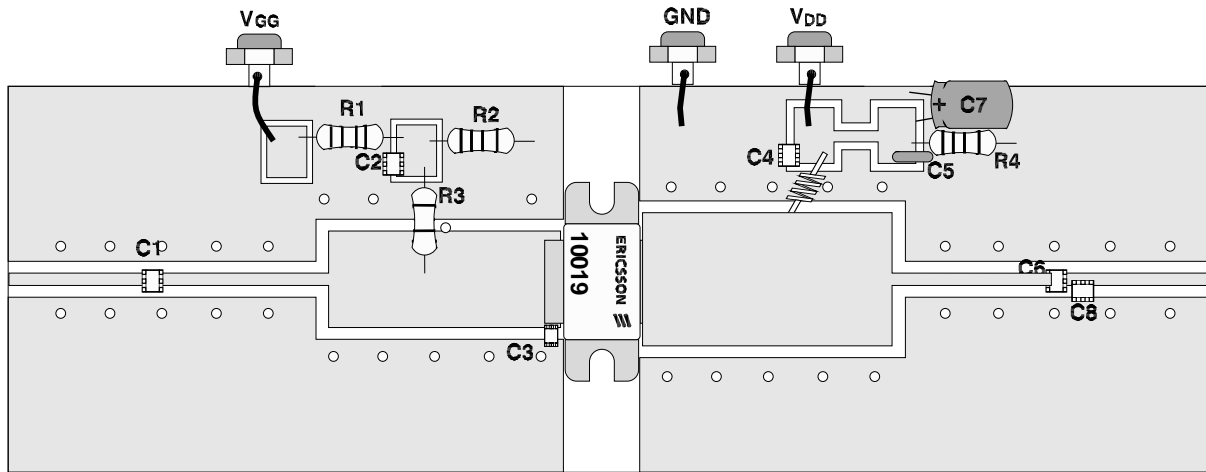 VGG
GND
VDD
R1
R2
C7
C2
C4
C5
R4
R3
C1
10019
ERICSSON
C6
C8
C3